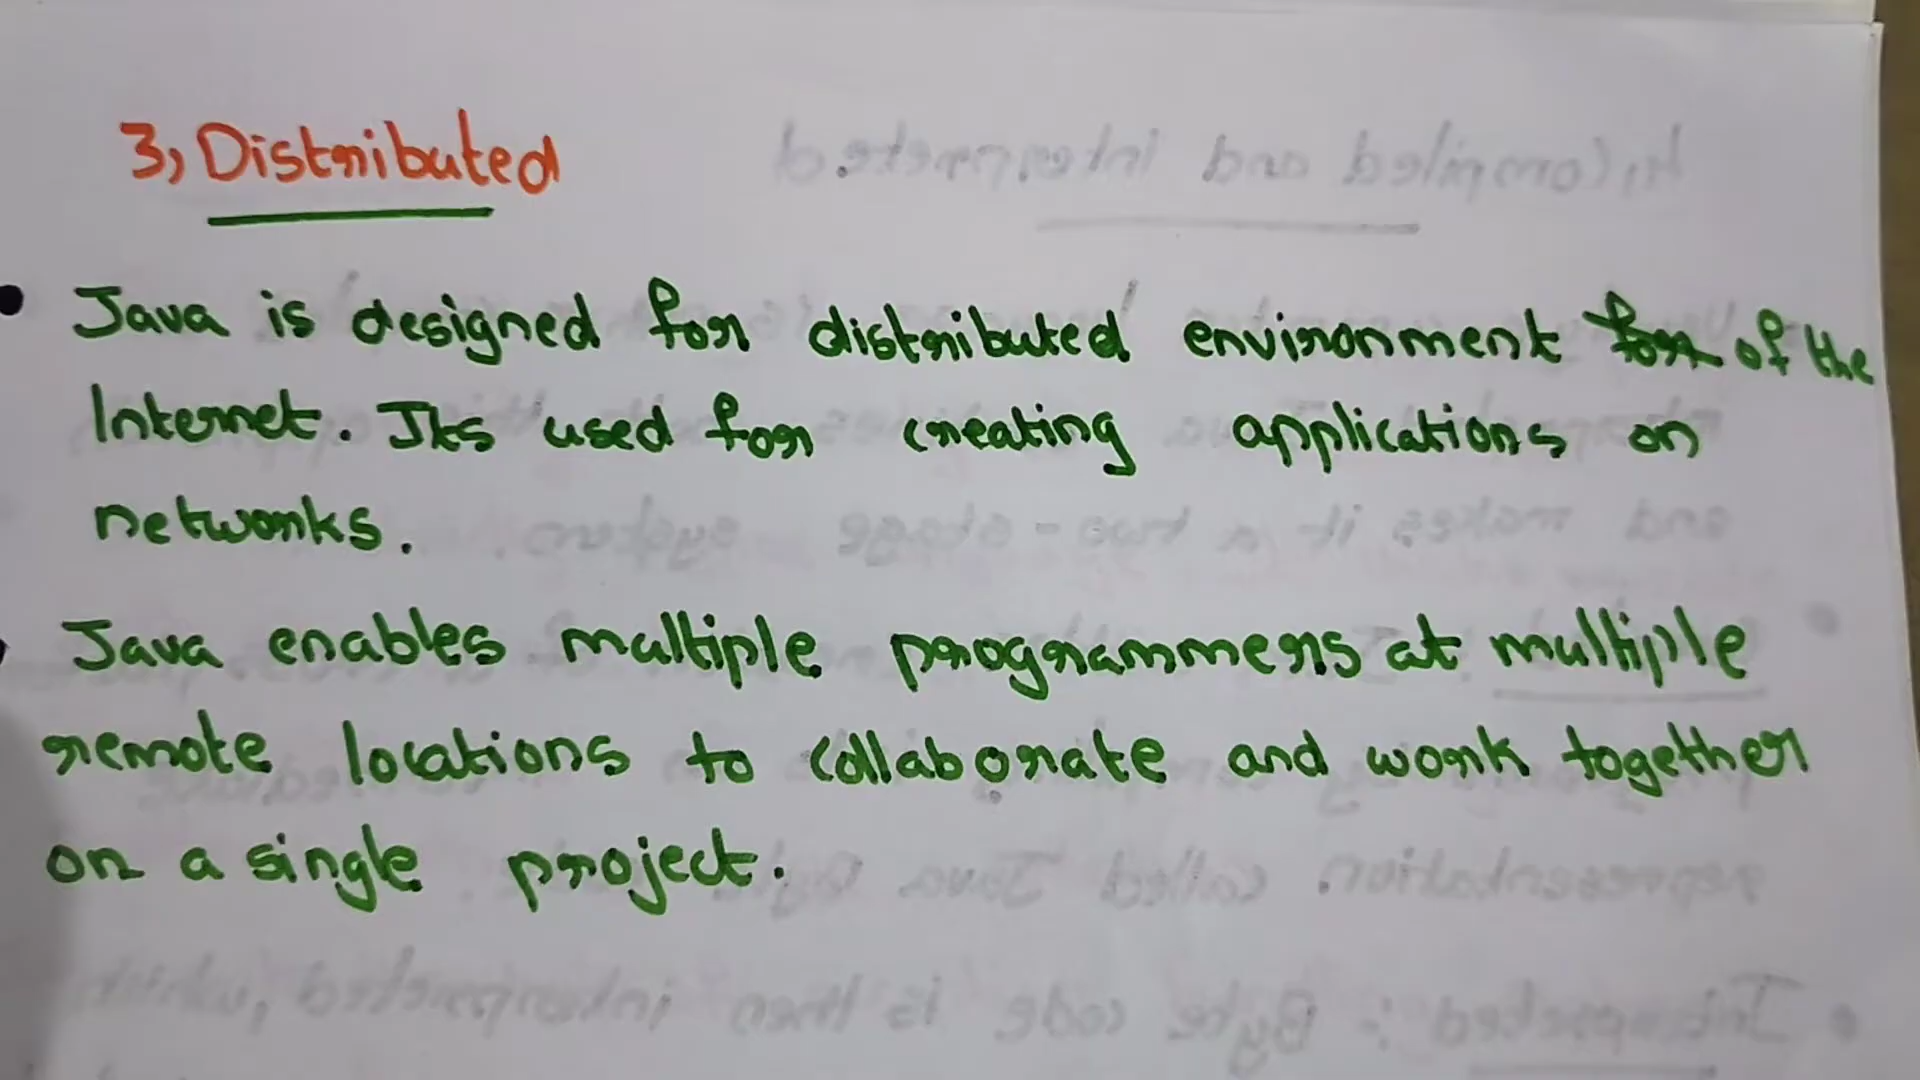 3, Distributed
• Java is designed for distributed environment for of the
Internet. Its used for creating applications on
networks.
• Java enables multiple programmers at multiple
remote locations to collaborate and work together
on a single project.